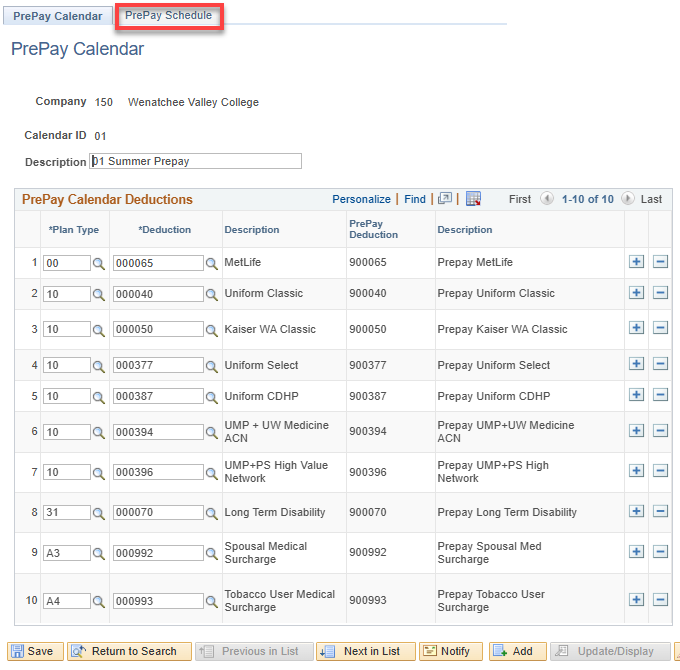 PrePay Calendar PrePay Schedule
PrePay Calendar
Company 150 Wenatchee Valley College
Calendar ID 01
Description 01 Summer Prepay
PrePay Calendar Deductions Personalize | Find | | First 1-10 of 10 Last
*Plan Type *Deduction Description PrePay Deduction Description
1 00 000065 MetLife 900065 Prepay MetLife
2 10 000040 Uniform Classic 900040 Prepay Uniform Classic
3 10 000050 Kaiser WA Classic 900050 Prepay Kaiser WA Classic
4 10 000377 Uniform Select 900377 Prepay Uniform Select
5 10 000387 Uniform CDHP 900387 Prepay Uniform CDHP
6 10 000394 UMP + UW Medicine ACN 900394 Prepay UMP+UW Medicine ACN
7 10 000396 UMP+PS High Value Network 900396 Prepay UMP+PS High Network
8 31 000070 Long Term Disability 900070 Prepay Long Term Disability
9 A3 000992 Spousal Medical Surcharge 900992 Prepay Spousal Med Surcharge
10 A4 000993 Tobacco User Medical Surcharge 900993 Prepay Tobacco User Surcharge
Save Return to Search Previous in List Next in List Notify Add Update/Display